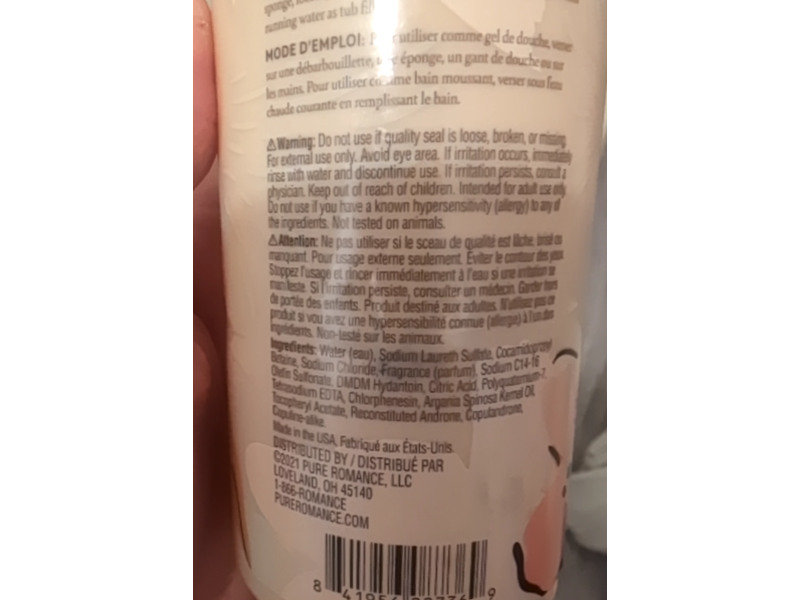 sponge,
running water as tub
MODE D'EMPLOI: utiliser comme gel de douche, verser
sur une débarbouillette, éponge, un gant de douche ou sur
les mains. Pour utiliser comme bain moussant, verser sous l'eau
chaude courante en remplissant le bain.
⚠Warning: Do not use if quality seal is loose, broken, or missing.
For external use only. Avoid eye area. If irritation occurs, immediately
rinse with water and discontinue use. If irritation persists, consult a
physician. Keep out of reach of children. Intended for adult use only.
Do not use if you have a known hypersensitivity (allergy) to any of
the ingredients. Not tested on animals.
⚠Attention: Ne pas utiliser si le sceau de qualité est lâche, brisé ou
manquant. Pour usage externe seulement. Éviter le contour des yeux.
Stoppez l'usage et rincer immédiatement à l'eau si une irritation se
manifeste. Si l'irritation persiste, consulter un médecin. Garder hors
de portée des enfants. Produit destiné aux adultes. N'utilisez pas ce
produit si vou avez une hypersensibilité connue (allergie) à l'un des
ingrédients. Non-testé sur les animaux.
Ingredients: Water (eau), Sodium Laureth Sulfate, Cocamidopropyl
Betaine, Sodium Chloride, Fragrance (parfum), Sodium C14-16
Olefin Sulfonate, DMDM Hydantoin, Citric Acid, Polyquaternium-7,
Tetrasodium EDTA, Chlorphenesin, Argania Spinosa Kernel Oil,
Tocopheryl Acetate, Reconstituted Androne, Copulandrone,
Copuline-alike.
Made in the USA. Fabriqué aux États-Unis
DISTRIBUTED BY / DISTRIBUÉ PAR
©2021 PURE ROMANCE, LLC
LOVELAND, OH 45140
1-866-ROMANCE
PUREROMANCE.COM
8 9